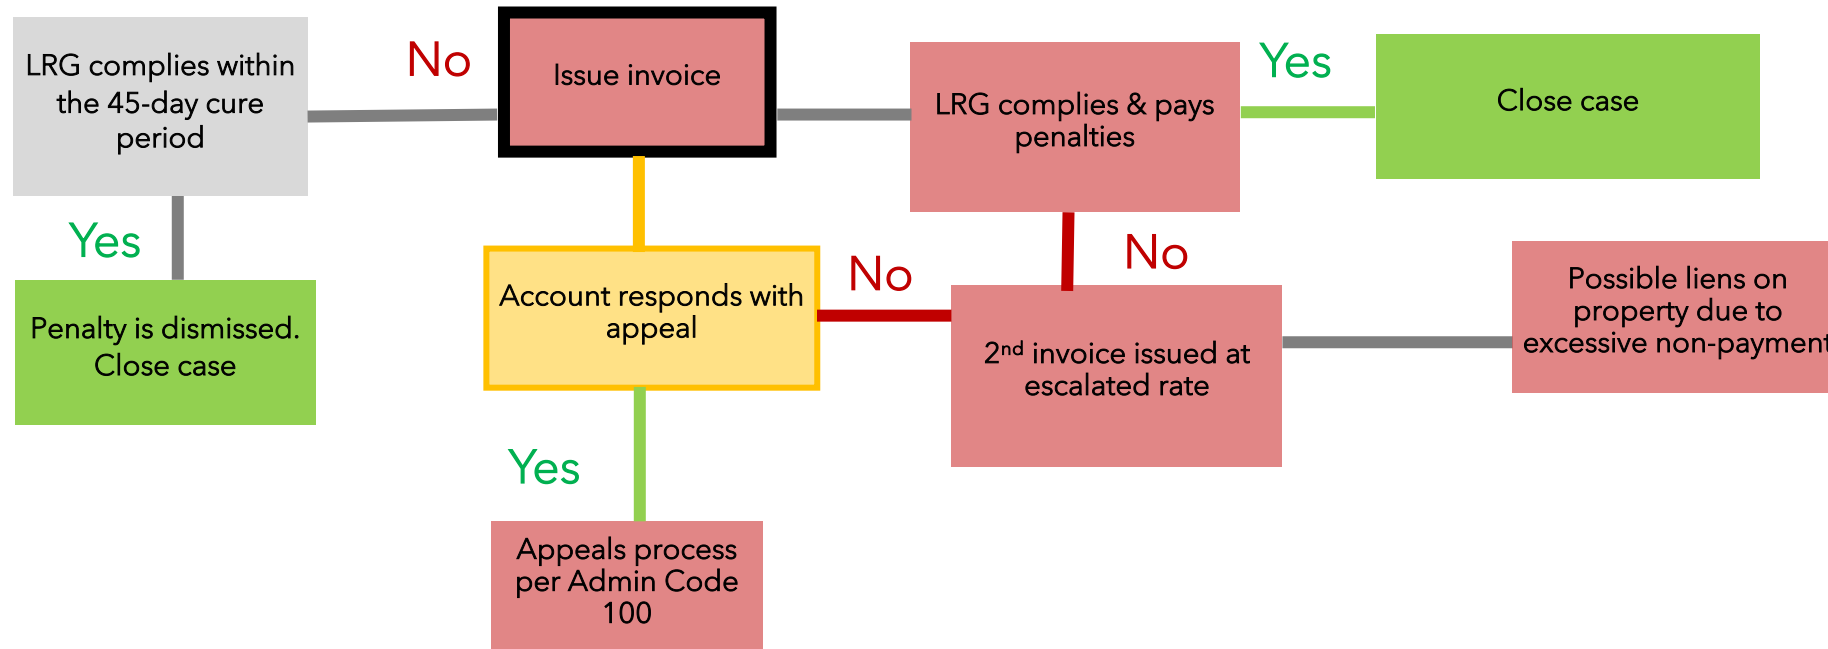 LRG complies within
the 45-day cure
period
No
Issue invoice
LRG complies & pays
penalties
Yes
Close case
Yes
Penalty is dismissed.
Close case
Account responds with
appeal
No
No
2nd invoice issued at
escalated rate
Possible liens on
property due to
excessive non-payment
Yes
Appeals process
per Admin Code
100